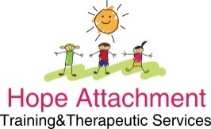 Hope Attachment
Training&Therapeutic Services